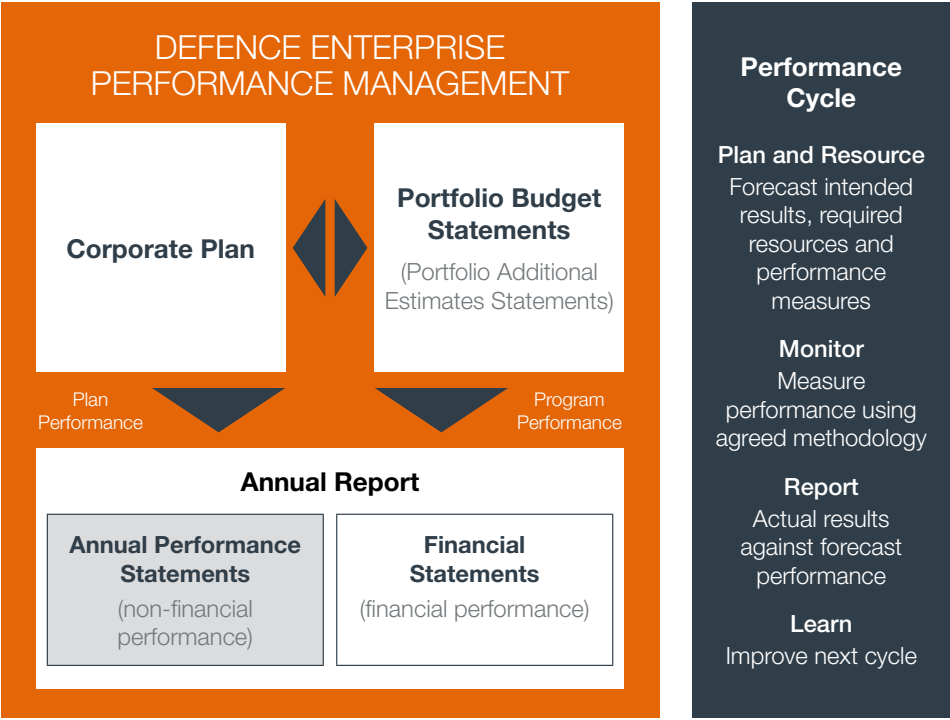 DEFENCE ENTERPRISE
PERFORMANCE MANAGEMENT
Corporate Plan
Portfolio Budget
Statements
(Portfolio Additional
Estimates Statements)
Plan
Performance
Program
Performance
Annual Report
Annual Performance
Statements
(non-financial
performance)
Financial
Statements
(financial performance)
Performance
Cycle
Plan and Resource
Forecast intended
results, required
resources and
performance
measures
Monitor
Measure
performance using
agreed methodology
Report
Actual results
against forecast
performance
Learn
Improve next cycle